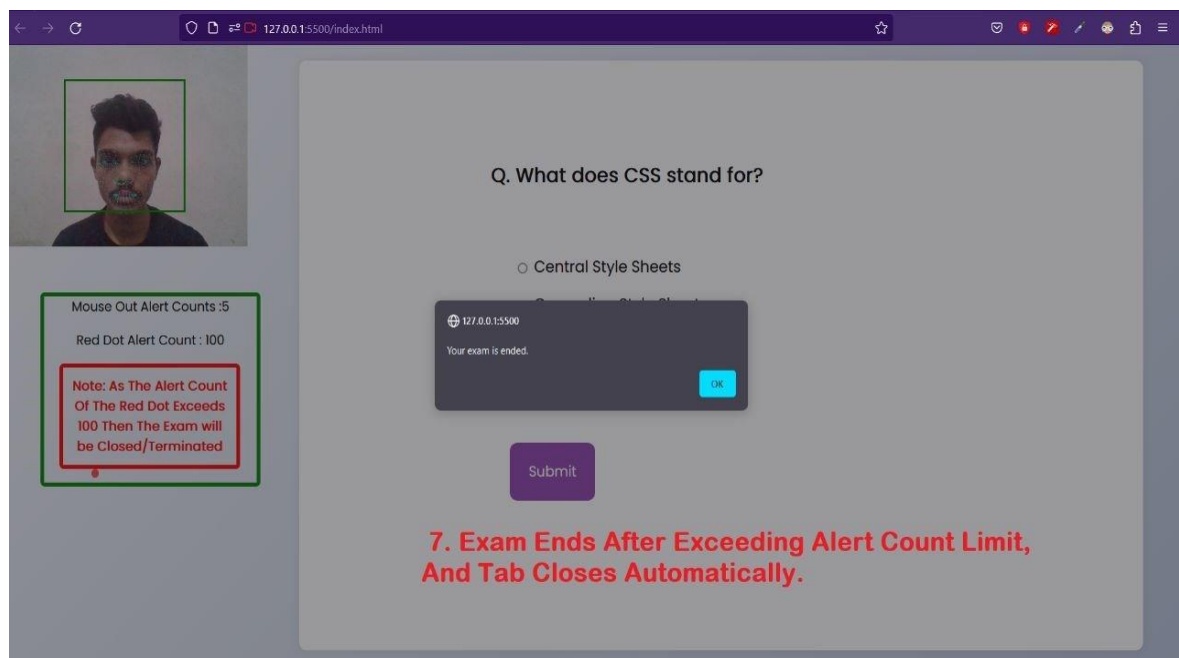 127.0.0.1:5500/index.html
Q. What does CSS stand for?
Central Style Sheets
Mouse Out Alert Counts :5
Red Dot Alert Count : 100
Note: As The Alert Count
Of The Red Dot Exceeds
100 Then The Exam will
be Closed/Terminated
127.0.0.1:5500
Your exam is ended.
OK
Submit
7. Exam Ends After Exceeding Alert Count Limit,
And Tab Closes Automatically.